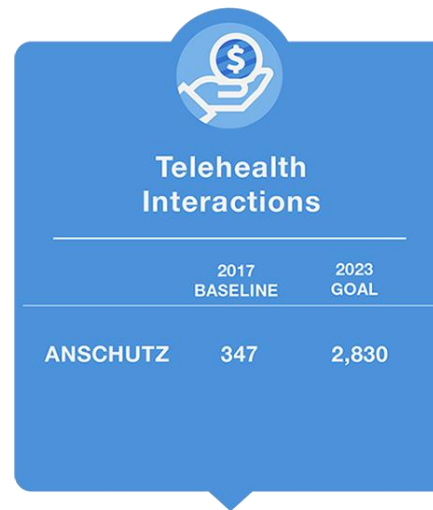 $
Telehealth
Interactions
2017 2023
BASELINE GOAL
ANSCHUTZ 347 2,830